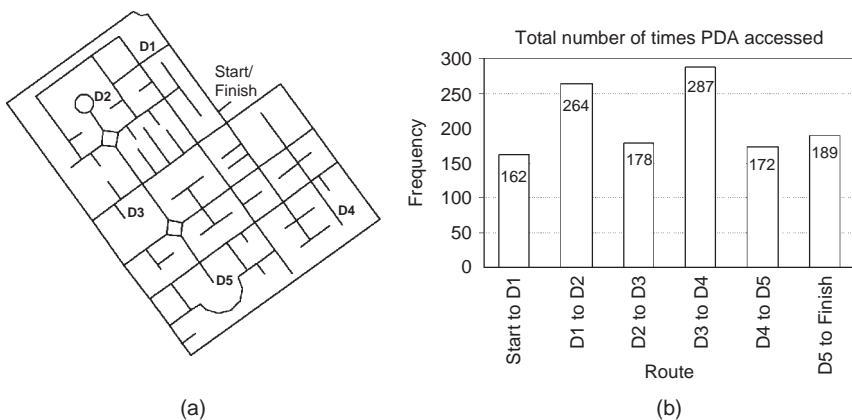 D1
Start/
Finish
D2
D3
D4
D5
(a)
Total number of times PDA accessed
Frequency
300
250
200
150
100
50
0
162
264
178
287
172
189
Start to D1
D1 to D2
D2 to D3
D3 to D4
D4 to D5
D5 to Finish
Route
(b)